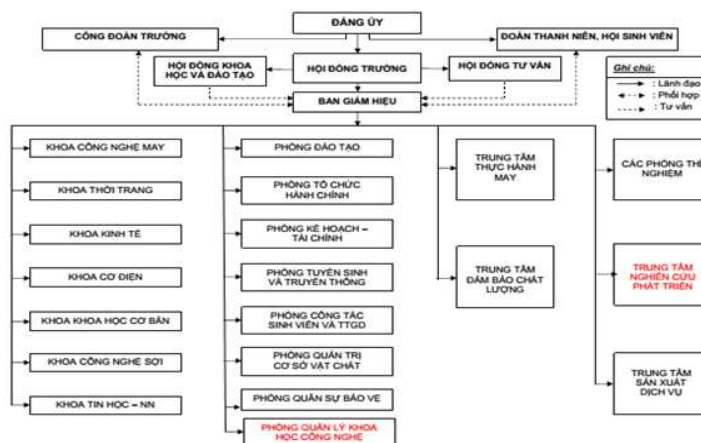 ĐẢNG ỦY
CÔNG ĐOÀN TRƯỜNG
ĐOÀN THANH NIÊN, HỘI SINH VIÊN
HỘI ĐỒNG KHOA
HỌC VÀ ĐÀO TẠO
HỘI ĐỒNG TRƯỜNG
HỘI ĐỒNG TƯ VẤN
BAN GIÁM HIỆU
Ghi chú:
: Lãnh đạo
: Phối hợp
: Tư vấn
KHOA CÔNG NGHỆ MAY
KHOA THỜI TRANG
KHOA KINH TẾ
KHOA CƠ ĐIỆN
KHOA KHOA HỌC CƠ BẢN
KHOA CÔNG NGHỆ SỢI
KHOA TIN HỌC – NN
PHÒNG ĐÀO TẠO
PHÒNG TỔ CHỨC
HÀNH CHÍNH
PHÒNG KẾ HOẠCH –
TÀI CHÍNH
PHÒNG TUYỂN SINH
VÀ TRUYỀN THÔNG
PHÒNG CÔNG TÁC
SINH VIÊN VÀ TTGD
PHÒNG QUẢN TRỊ
CƠ SỞ VẬT CHẤT
PHÒNG QUÂN SỰ BẢO VỆ
PHÒNG QUẢN LÝ KHOA
HỌC CÔNG NGHỆ
TRUNG TÂM
THỰC HÀNH
MAY
TRUNG TÂM
ĐẢM BẢO CHẤT
LƯỢNG
CÁC PHÒNG THÍ
NGHIỆM
TRUNG TÂM
NGHIÊN CỨU
PHÁT TRIỂN
TRUNG TÂM
SẢN XUẤT
DỊCH VỤ